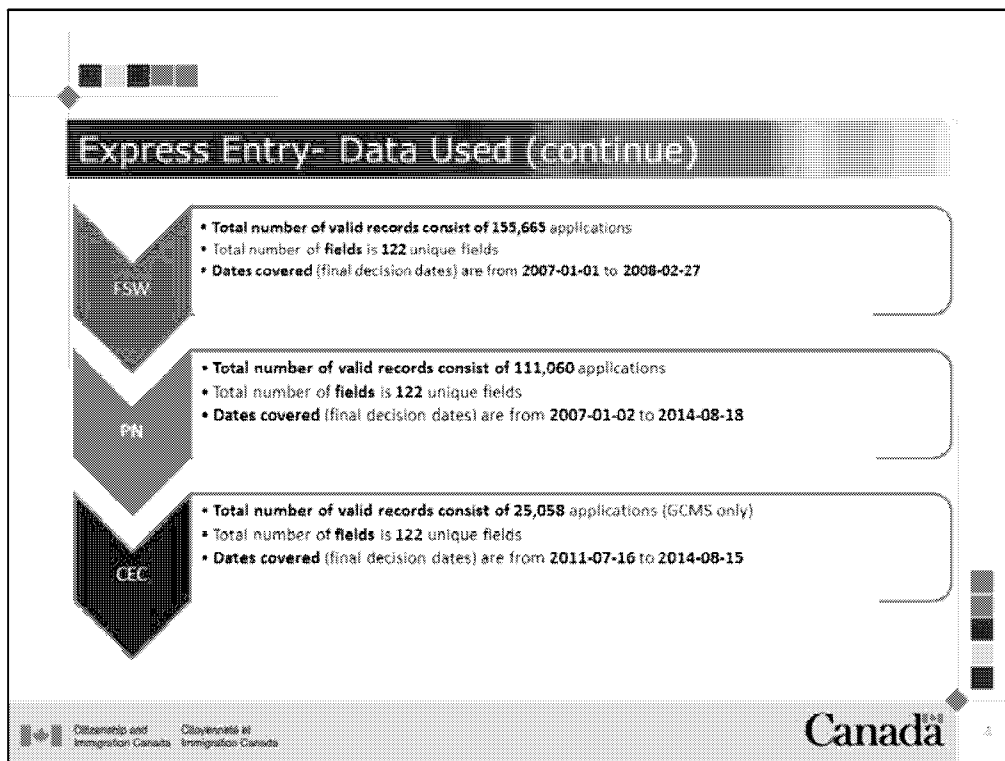 Express Entry- Data Used (continue)
FSW
• Total number of valid records consist of 155,665 applications
• Total number of fields is 122 unique fields
• Dates covered (final decision dates) are from 2007-01-01 to 2008-02-27
PN
• Total number of valid records consist of 111,060 applications
• Total number of fields is 122 unique fields
• Dates covered (final decision dates) are from 2007-01-02 to 2014-08-18
CEC
• Total number of valid records consist of 25,058 applications (GCMS only)
• Total number of fields is 122 unique fields
• Dates covered (final decision dates) are from 2011-07-16 to 2014-08-15
Citizenship and Citoyenneté et
Immigration Canada Immigration Canada
Canada
4